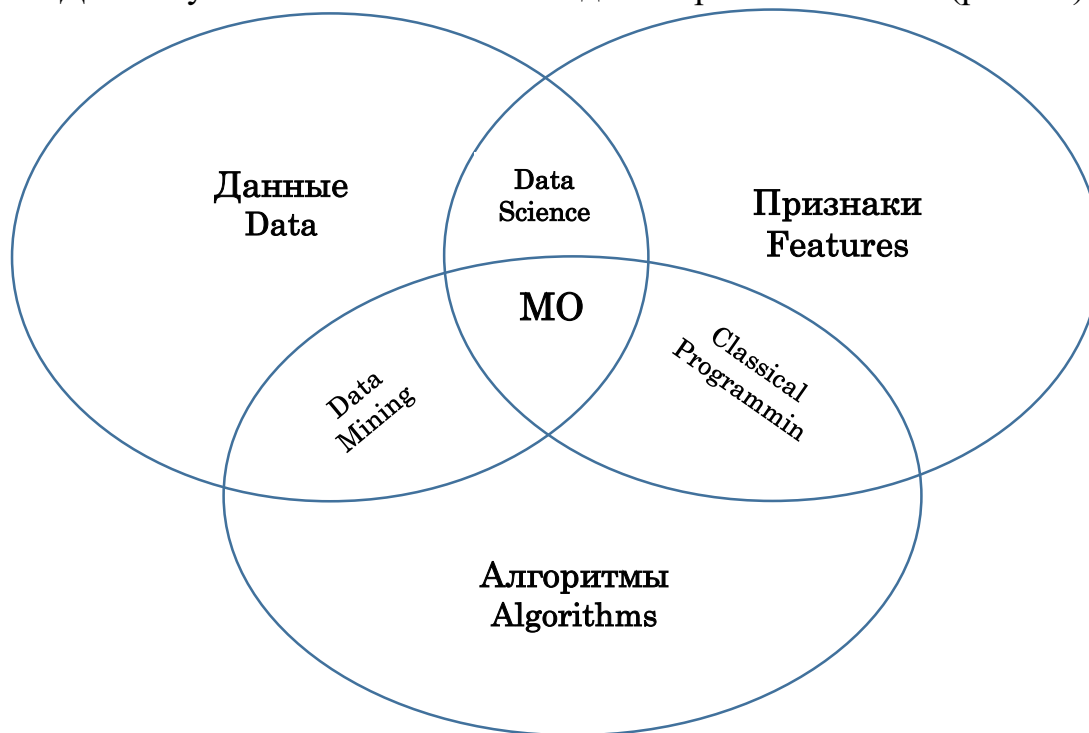 Данные
Data
Data
Science
Признаки
Features
МО
Data
Mining
Classical
Programmin
Алгоритмы
Algorithms